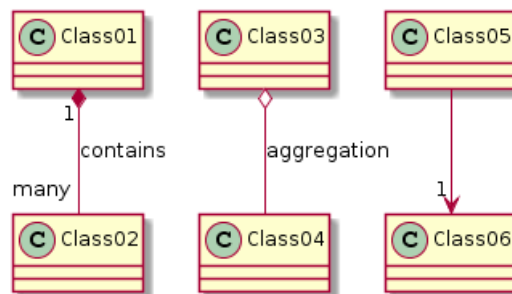 C Class01
C Class03
C Class05
1
contains
aggregation
many
1
C Class02
C Class04
C Class06